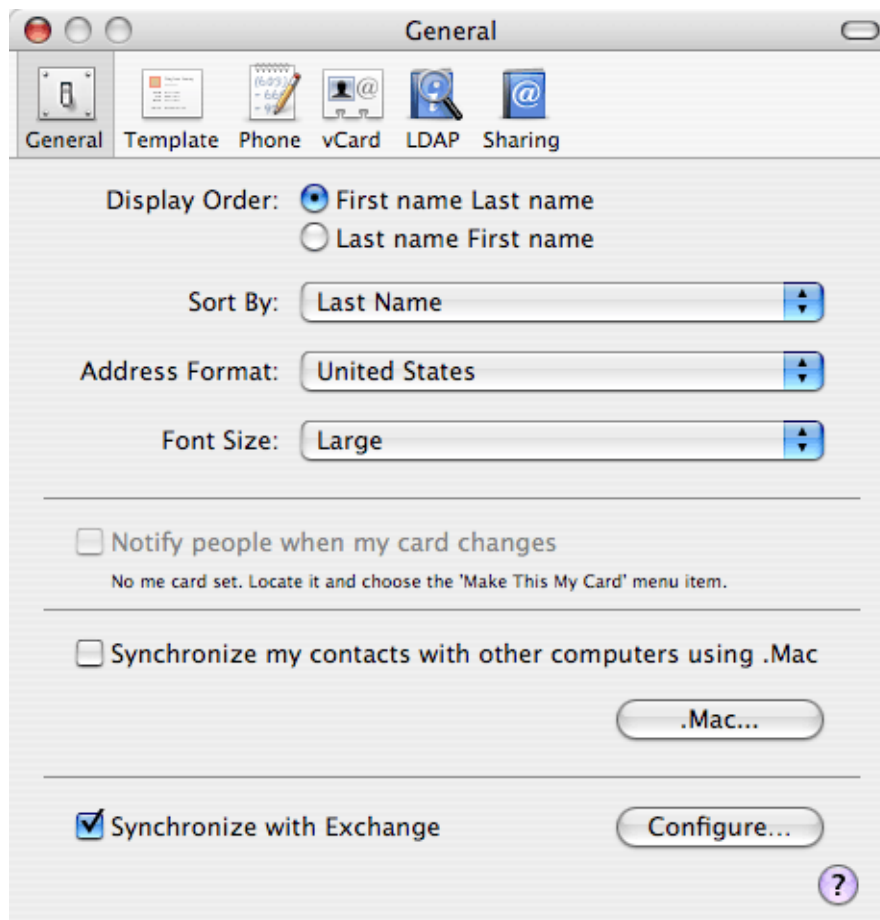 General
General Template Phone vCard LDAP Sharing
Display Order: First name Last name
Last name First name
Sort By: Last Name
Address Format: United States
Font Size: Large
Notify people when my card changes
No me card set. Locate it and choose the 'Make This My Card' menu item.
Synchronize my contacts with other computers using .Mac
.Mac...
Synchronize with Exchange Configure...
?